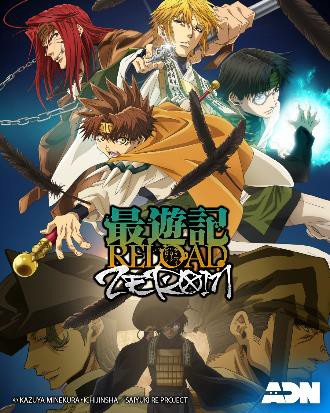 最遊記
RELOAD
ZEROIN
© KAZUYA MINEKURA・ICHIJINSHA／SAIYUKI RE PROJECT
ADN